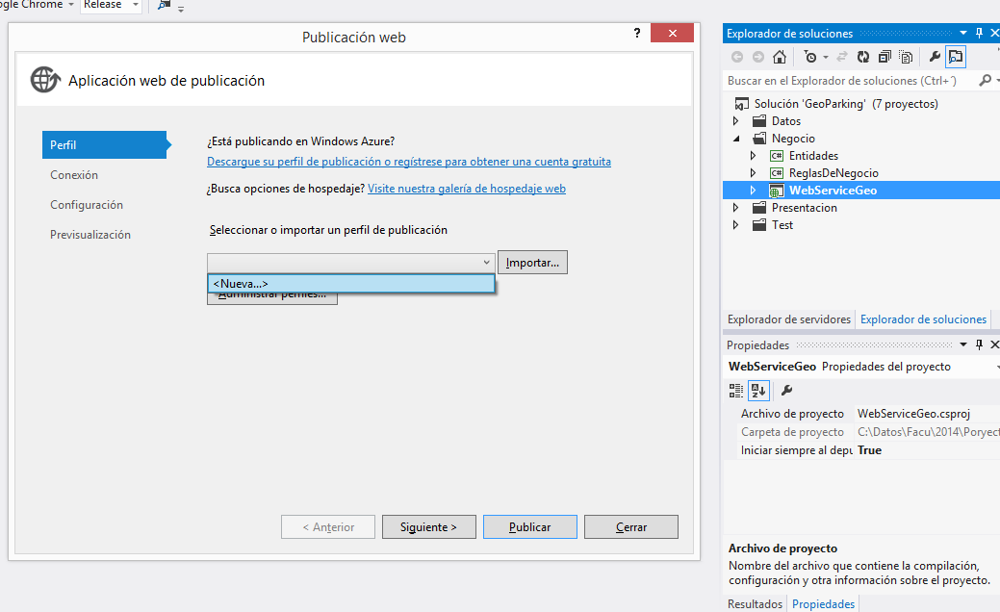 ogle Chrome
Release
Publicación web
?
Aplicación web de publicación
Perfil
Conexión
Configuración
Previsualización
¿Está publicando en Windows Azure?
Descargue su perfil de publicación o regístrese para obtener una cuenta gratuita
¿Busca opciones de hospedaje? Visite nuestra galería de hospedaje web
Seleccionar o importar un perfil de publicación
Importar...
<Nueva...>
Administrar perfiles...
< Anterior
Siguiente >
Publicar
Cerrar
Explorador de soluciones
Buscar en el Explorador de soluciones (Ctrl+¨)
Solución 'GeoParking' (7 proyectos)
Datos
Negocio
C# Entidades
C# ReglasDeNegocio
WebServiceGeo
Presentacion
Test
Explorador de servidores
Explorador de soluciones
Propiedades
WebServiceGeo Propiedades del proyecto
Archivo de proyecto WebServiceGeo.csproj
Carpeta de proyecto C:\Datos\Facu\2014\Poryect
Iniciar siempre al depu True
Archivo de proyecto
Nombre del archivo que contiene la compilación,
configuración y otra información sobre el proyecto.
Resultados
Propiedades